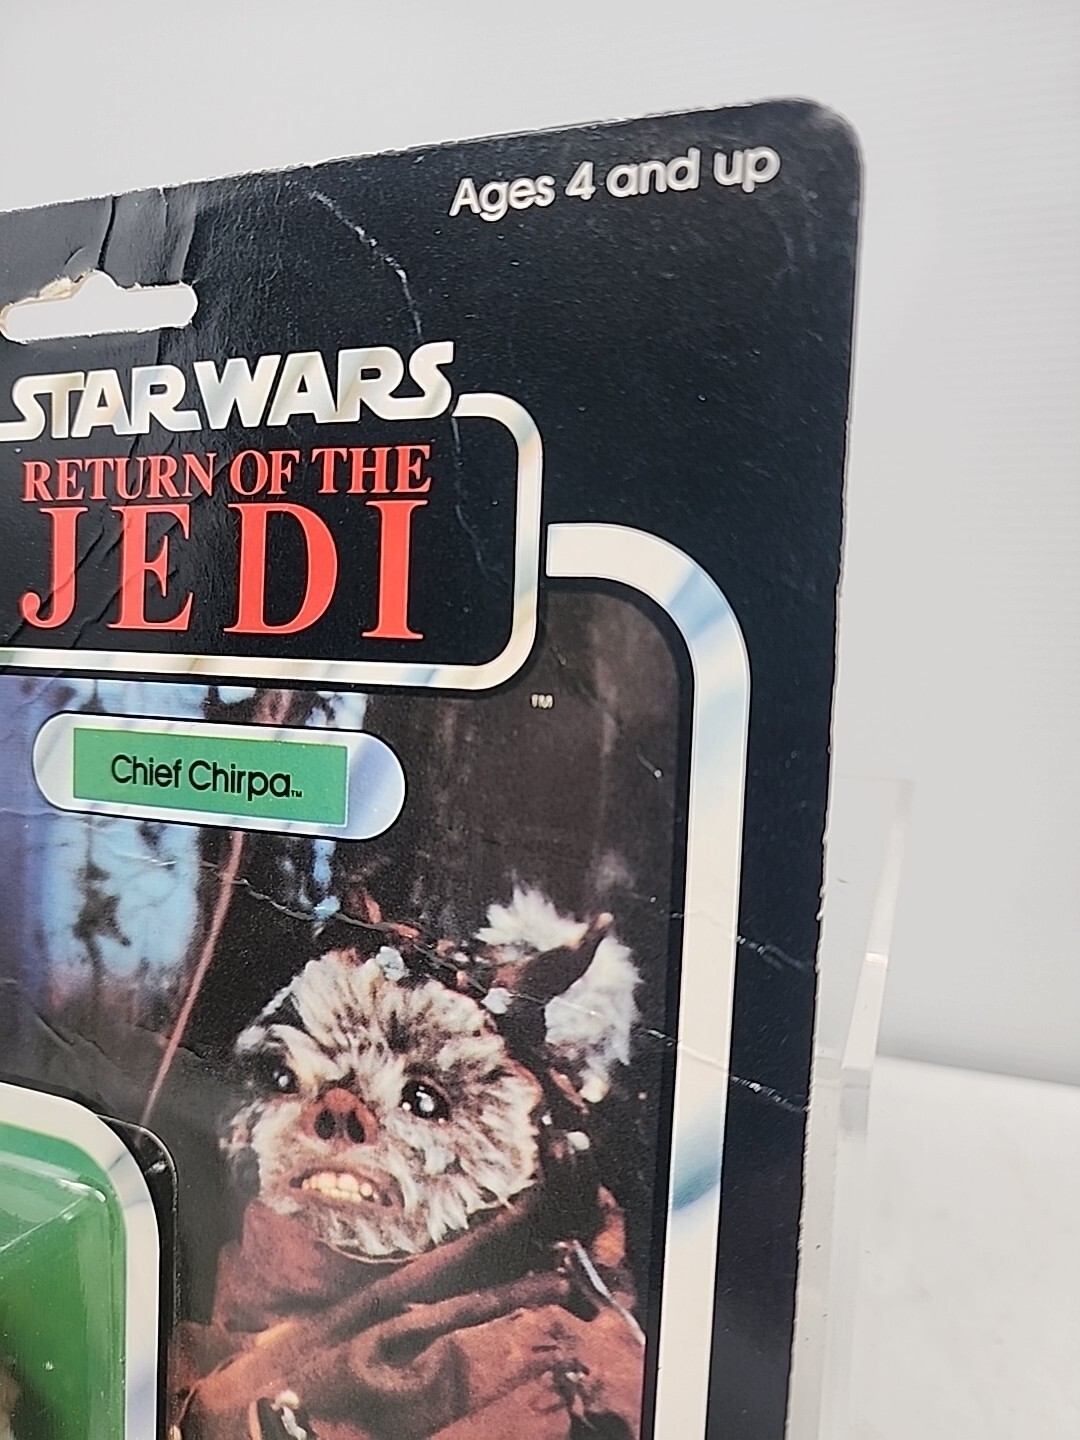 Ages 4 and up
STAR WARS
RETURN OF THE
JEDI
TM
Chief Chirpa™